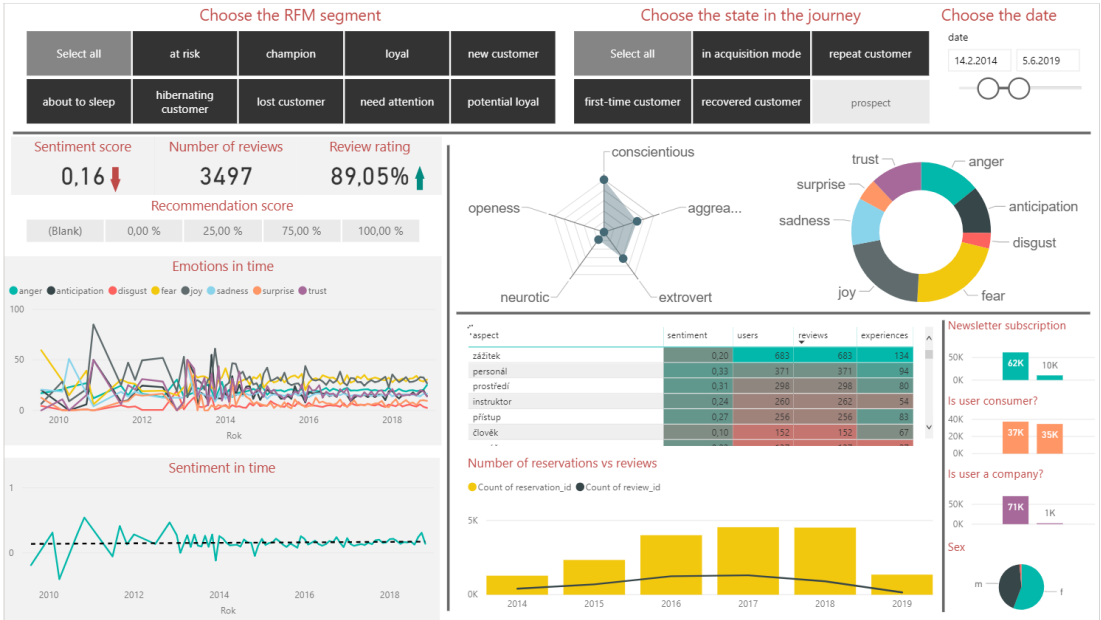 Choose the RFM segment
Choose the state in the journey
Choose the date
Select all
at risk
champion
loyal
new customer
about to sleep
hibernating
customer
lost customer
need attention
potential loyal
Select all
in acquisition mode
repeat customer
first-time customer
recovered customer
prospect
date
14.2.2014
5.6.2019
Sentiment score
Number of reviews
Review rating
0,16
3497
89,05%
Recommendation score
(Blank)
0,00 %
25,00 %
75,00 %
100,00 %
Emotions in time
anger
anticipation
disgust
fear
joy
sadness
surprise
trust
100
50
0
2010
2012
2014
2016
2018
Rok
Sentiment in time
1
0
2010
2012
2014
2016
2018
Rok
conscientious
openess
aggrea...
neurotic
extrovert
trust
anger
surprise
anticipation
sadness
disgust
joy
fear
aspect sentiment users reviews experiences
zážitek 0,20 683 683 134
personál 0,33 371 371 94
prostředí 0,31 298 298 80
instruktor 0,24 260 262 54
přístup 0,27 256 256 83
člověk 0,10 152 152 67
Number of reservations vs reviews
Count of reservation_id
Count of review_id
5K
0K
2014
2015
2016
2017
2018
2019
Newsletter subscription
50K
0K
62K
10K
Is user consumer?
40K
20K
0K
37K
35K
Is user a company?
50K
0K
71K
1K
Sex
m
f